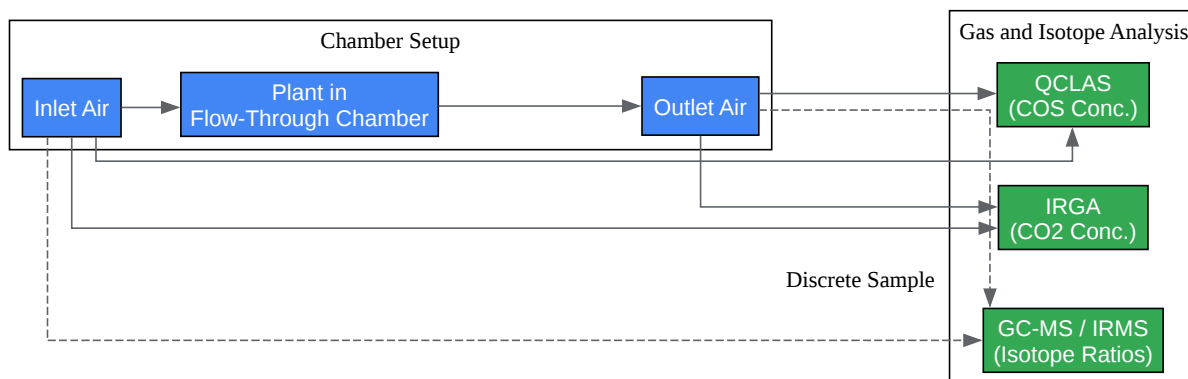 Chamber Setup
Gas and Isotope Analysis
Inlet Air
Plant in
Flow-Through Chamber
Outlet Air
QCLAS
(COS Conc.)
IRGA
(CO2 Conc.)
Discrete Sample
GC-MS / IRMS
(Isotope Ratios)